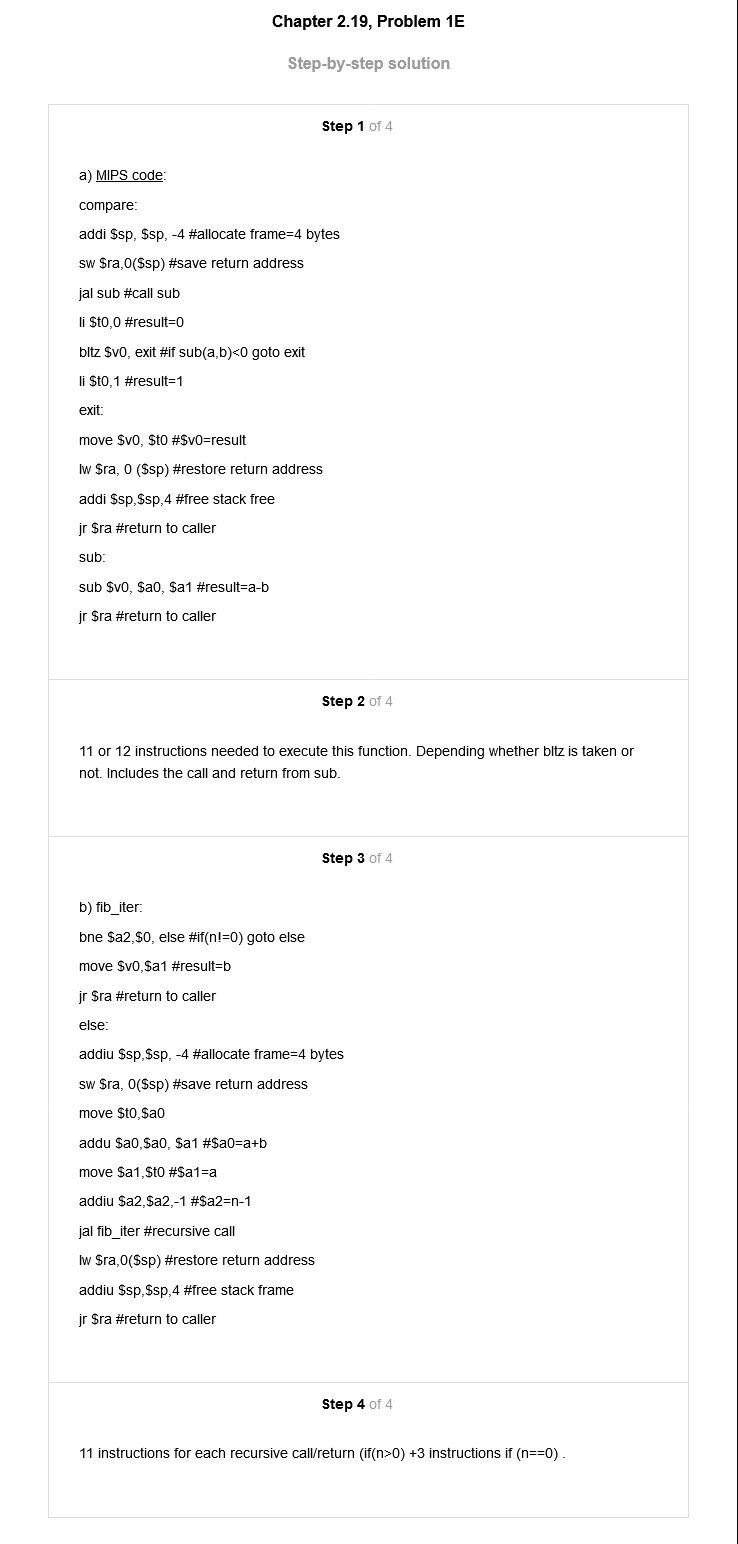 Chapter 2.19, Problem 1E
Step-by-step solution
Step 1 of 4
a) MIPS code:
compare:
addi $sp, $sp, -4 #allocate frame=4 bytes
sw $ra,0($sp) #save return address
jal sub #call sub
li $t0,0 #result=0
bltz $v0, exit #if sub(a,b)<0 goto exit
li $t0,1 #result=1
exit:
move $v0, $t0 #$v0=result
lw $ra, 0 ($sp) #restore return address
addi $sp,$sp,4 #free stack free
jr $ra #return to caller
sub:
sub $v0, $a0, $a1 #result=a-b
jr $ra #return to caller
Step 2 of 4
11 or 12 instructions needed to execute this function. Depending whether bltz is taken or
not. Includes the call and return from sub.
Step 3 of 4
b) fib_iter:
bne $a2,$0, else #if(n!=0) goto else
move $v0,$a1 #result=b
jr $ra #return to caller
else:
addiu $sp,$sp, -4 #allocate frame=4 bytes
sw $ra, 0($sp) #save return address
move $t0,$a0
addu $a0,$a0, $a1 #$a0=a+b
move $a1,$t0 #$a1=a
addiu $a2,$a2,-1 #$a2=n-1
jal fib_iter #recursive call
lw $ra,0($sp) #restore return address
addiu $sp,$sp,4 #free stack frame
jr $ra #return to caller
Step 4 of 4
11 instructions for each recursive call/return (if(n>0) +3 instructions if (n==0) .